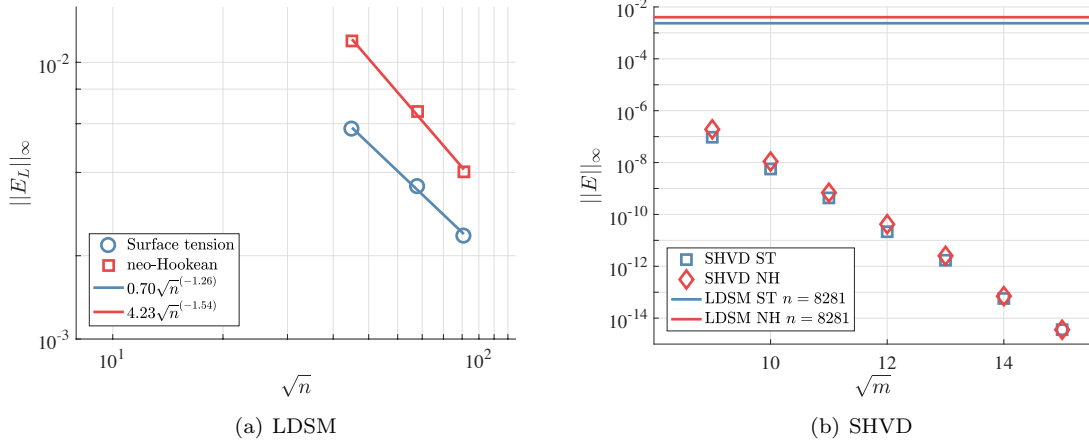 ||E_L||_∞
10^{-2}
10^{-3}
10^1
10^2
√n
Surface tension
neo-Hookean
0.70√n^{(-1.26)}
4.23√n^{(-1.54)}
(a) LDSM
||E||_∞
10^{-2}
10^{-4}
10^{-6}
10^{-8}
10^{-10}
10^{-12}
10^{-14}
10
12
14
√m
SHVD ST
SHVD NH
LDSM ST n = 8281
LDSM NH n = 8281
(b) SHVD